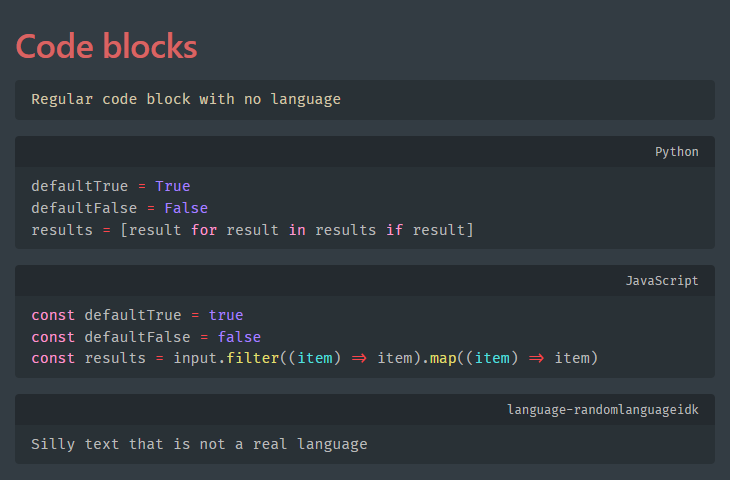 Code blocks
Regular code block with no language
Python
defaultTrue = True
defaultFalse = False
results = [result for result in results if result]
JavaScript
const defaultTrue = true
const defaultFalse = false
const results = input.filter((item) => item).map((item) => item)
language-randomlanguageidk
Silly text that is not a real language